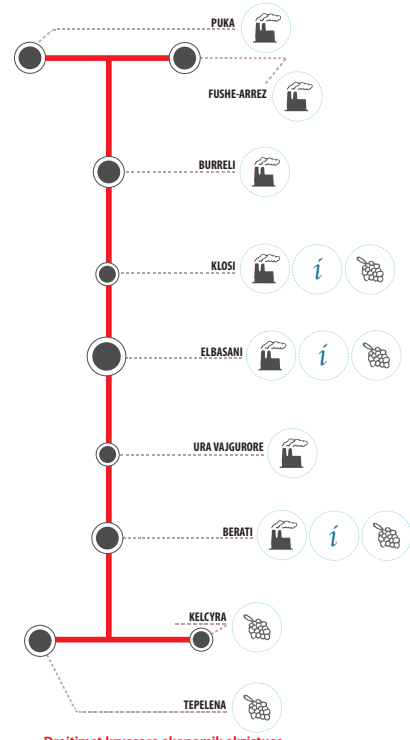 PUKA
FUSHE-ARREZ
BURRELI
KLOSI
i
ELBASANI
i
URA VAJGURORE
BERATI
i
KELCYRA
TEPELENA